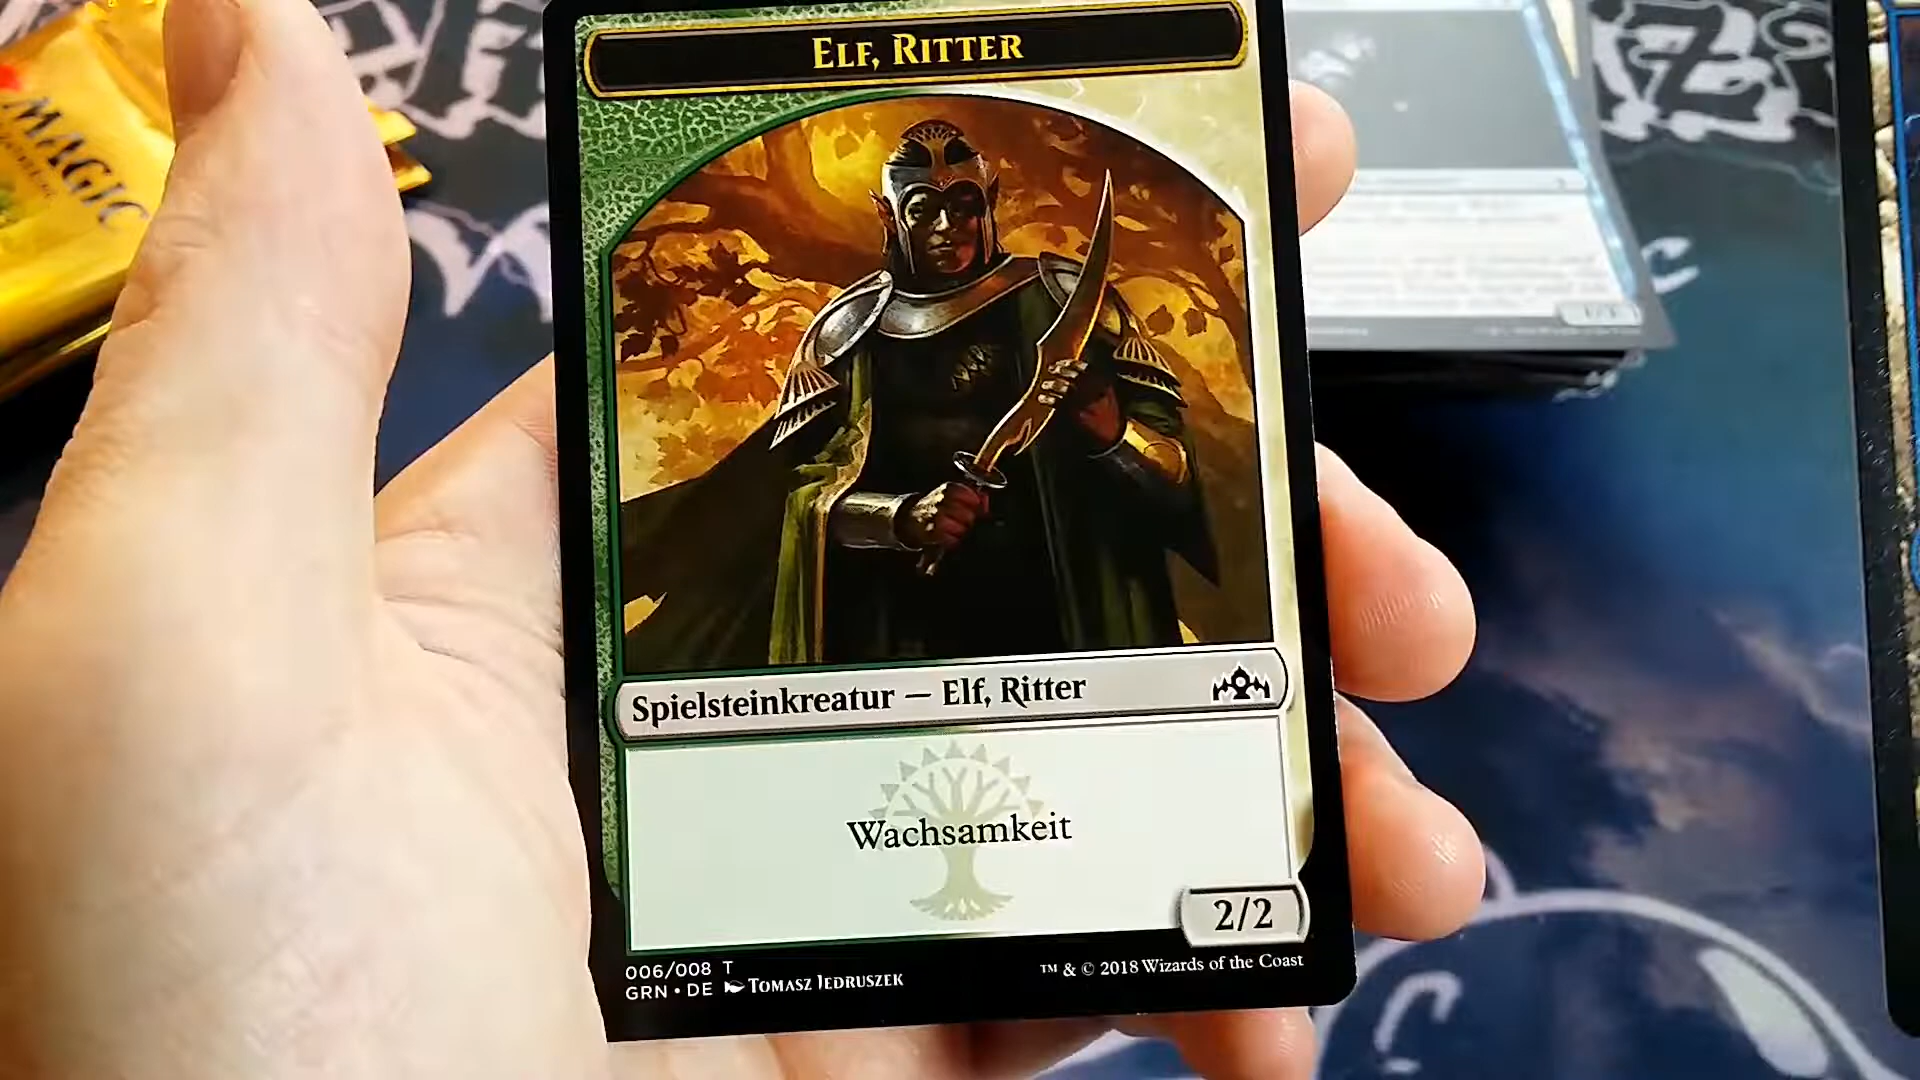 MAGIC
ELF, RITTER
Spielsteinkreatur — Elf, Ritter
Wachsamkeit
2/2
006/008 T
GRN • DE TOMASZ JEDRUSZEK
™ & © 2018 Wizards of the Coast